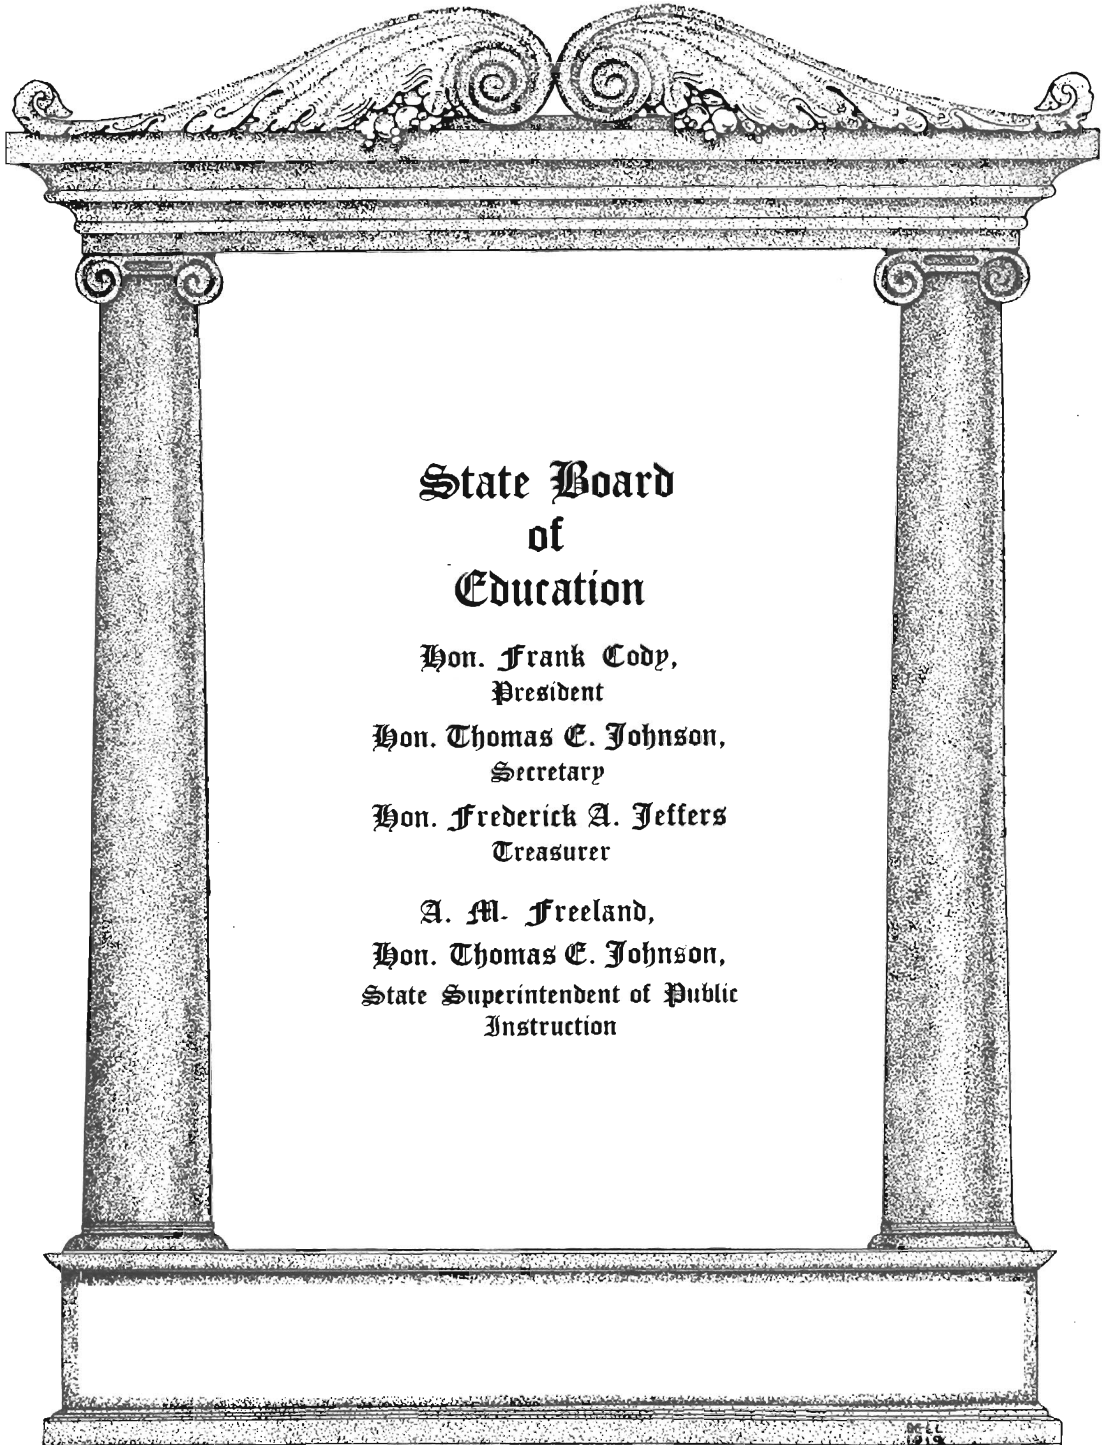 State Board
of
Education
Hon. Frank Cody,
President
Hon. Thomas E. Johnson,
Secretary
Hon. Frederick A. Jeffers
Treasurer
A. M. Freeland,
Hon. Thomas E. Johnson,
State Superintendent of Public
Instruction
1919